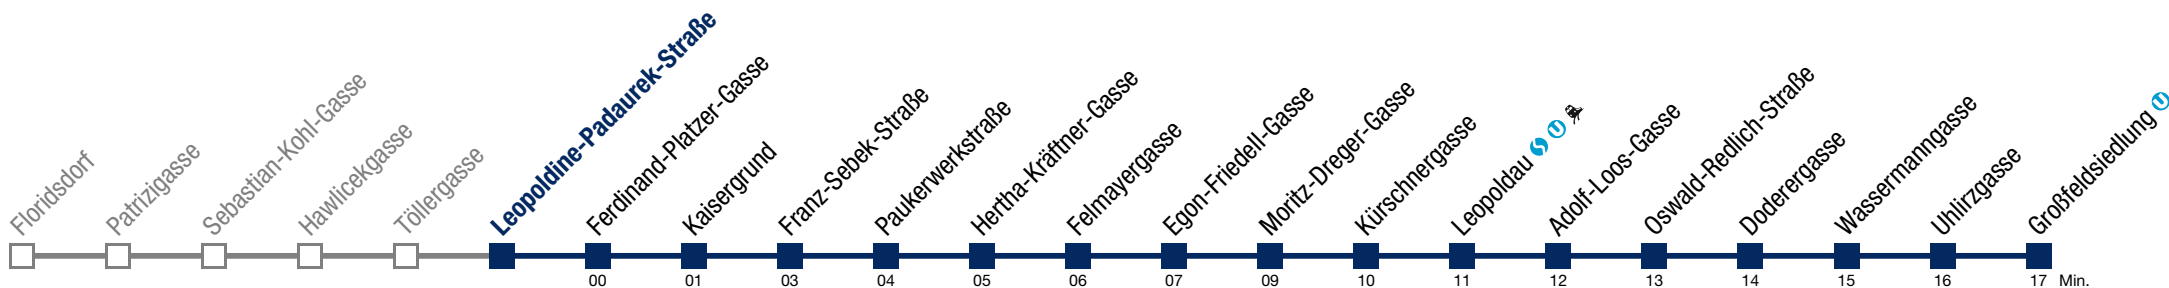 Floridsdorf
Patrizigasse
Sebastian-Kohl-Gasse
Hawlicekgasse
Töllergasse
Leopoldine-Padaurek-Straße
Ferdinand-Platzer-Gasse
Kaisergrund
Franz-Sebek-Straße
Paukerwerkstraße
Hertha-Kräftner-Gasse
Felmayergasse
Egon-Friedell-Gasse
Moritz-Dreger-Gasse
Kürschnergasse
Leopoldau S U
Adolf-Loos-Gasse
Oswald-Redlich-Straße
Doderergasse
Wassermanngasse
Uhlirzgasse
Großfeldsiedlung U
00 01 03 04 05 06 07 09 10 11 12 13 14 15 16 17 Min.